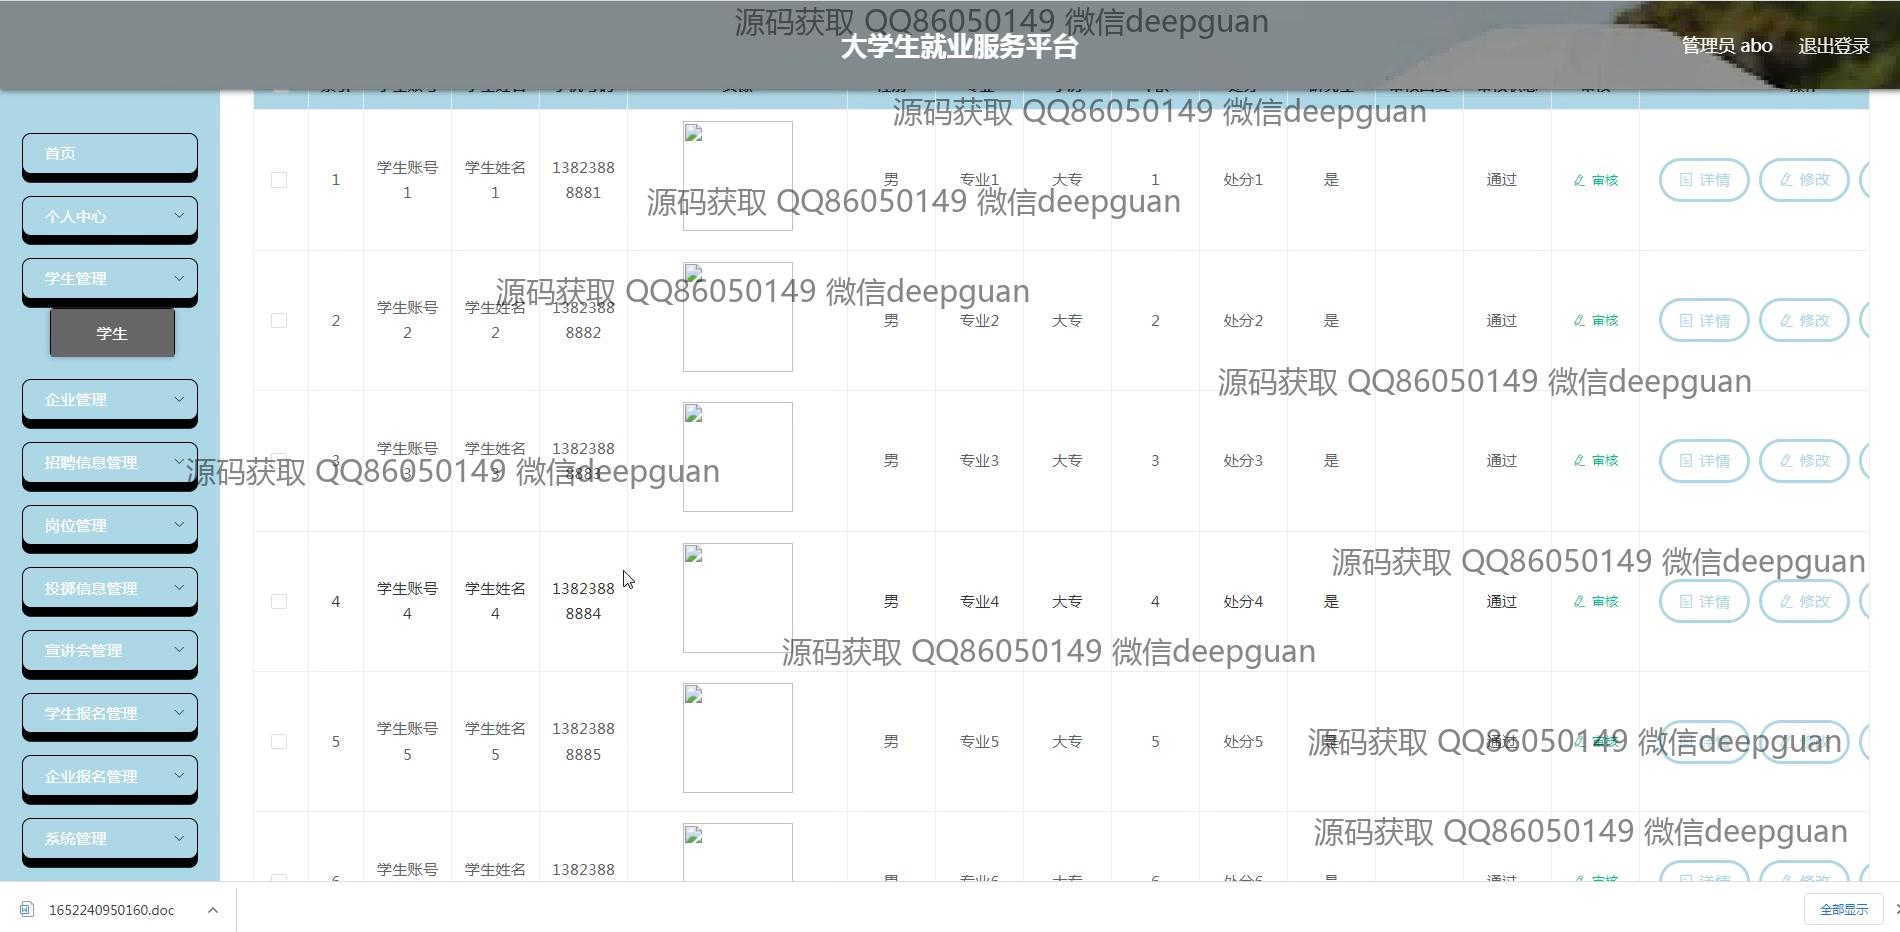 源码获取 QQ86050149 微信deepguan
大学生就业服务平台
管理员 abo 退出登录
源码获取 QQ86050149 微信deepguan
首页
个人中心
学生管理
学生
企业管理
招聘信息管理
岗位管理
投掷信息管理
宣讲会管理
学生报名管理
企业报名管理
系统管理
1 学生账号1 学生姓名1 13823888881 男 专业1 大专 1 处分1 是 通过 审核 详情 修改
源码获取 QQ86050149 微信deepguan
源码获取 QQ86050149 微信deepguan
2 学生账号2 学生姓名2 13823888882 男 专业2 大专 2 处分2 是 通过 审核 详情 修改
源码获取 QQ86050149 微信deepguan
3 学生账号3 学生姓名3 13823888883 男 专业3 大专 3 处分3 是 通过 审核 详情 修改
源码获取 QQ86050149 微信deepguan
源码获取 QQ86050149 微信deepguan
4 学生账号4 学生姓名4 13823888884 男 专业4 大专 4 处分4 是 通过 审核 详情 修改
源码获取 QQ86050149 微信deepguan
5 学生账号5 学生姓名5 13823888885 男 专业5 大专 5 处分5 是 通过 审核
源码获取 QQ86050149 微信deepguan
源码获取 QQ86050149 微信deepguan
6 学生账号 学生姓名 1382388 男 专业6 大专 6 处分6 是 通过 审核 详情 修改
1652240950160.doc
全部显示